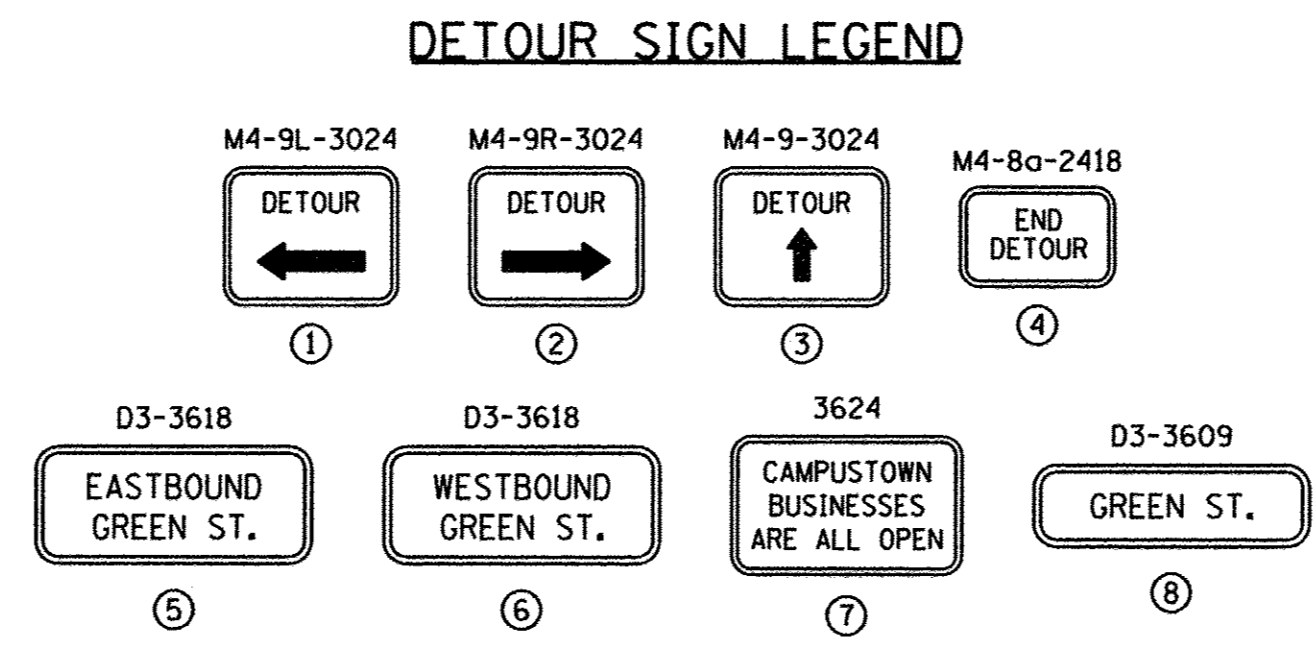 DETOUR SIGN LEGEND
M4-9L-3024
DETOUR
1
M4-9R-3024
DETOUR
2
M4-9-3024
DETOUR
3
M4-8a-2418
END
DETOUR
4
D3-3618
EASTBOUND
GREEN ST.
5
D3-3618
WESTBOUND
GREEN ST.
6
3624
CAMPUSTOWN
BUSINESSES
ARE ALL OPEN
7
D3-3609
GREEN ST.
8